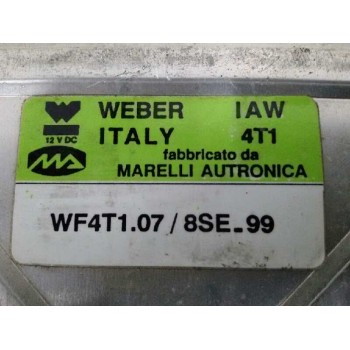 WEBER IAW
12 V DC
ITALY 4T1
fabbricato da
MARELLI AUTRONICA
WF4T1.07 / 8SE-99